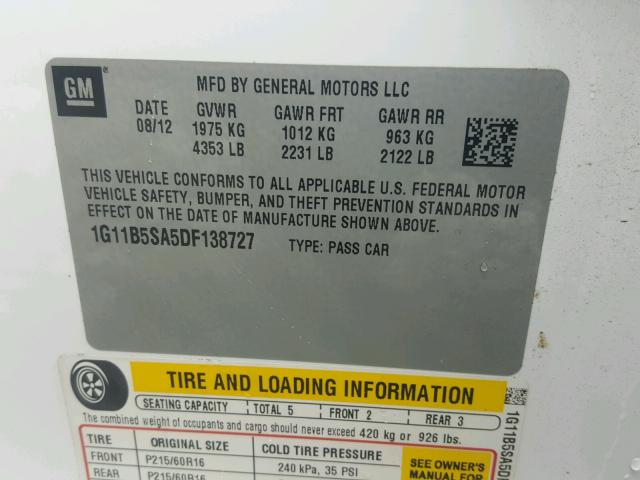 GM
MFD BY GENERAL MOTORS LLC
DATE GVWR GAWR FRT GAWR RR
08/12 1975 KG 1012 KG 963 KG
4353 LB 2231 LB 2122 LB
THIS VEHICLE CONFORMS TO ALL APPLICABLE U.S. FEDERAL MOTOR
VEHICLE SAFETY, BUMPER, AND THEFT PREVENTION STANDARDS
IN EFFECT ON THE DATE OF MANUFACTURE SHOWN ABOVE.
1G11B5SA5DF138727 TYPE: PASS CAR
TIRE AND LOADING INFORMATION
SEATING CAPACITY TOTAL 5 FRONT 2 REAR 3
The combined weight of occupants and cargo should never exceed 420 kg or 926 lbs.
TIRE ORIGINAL SIZE COLD TIRE PRESSURE
FRONT P215/60R16 240 kPa, 35 PSI
REAR P215/60R16
SEE OWNER'S
MANUAL FOR
1G11B5SA5D